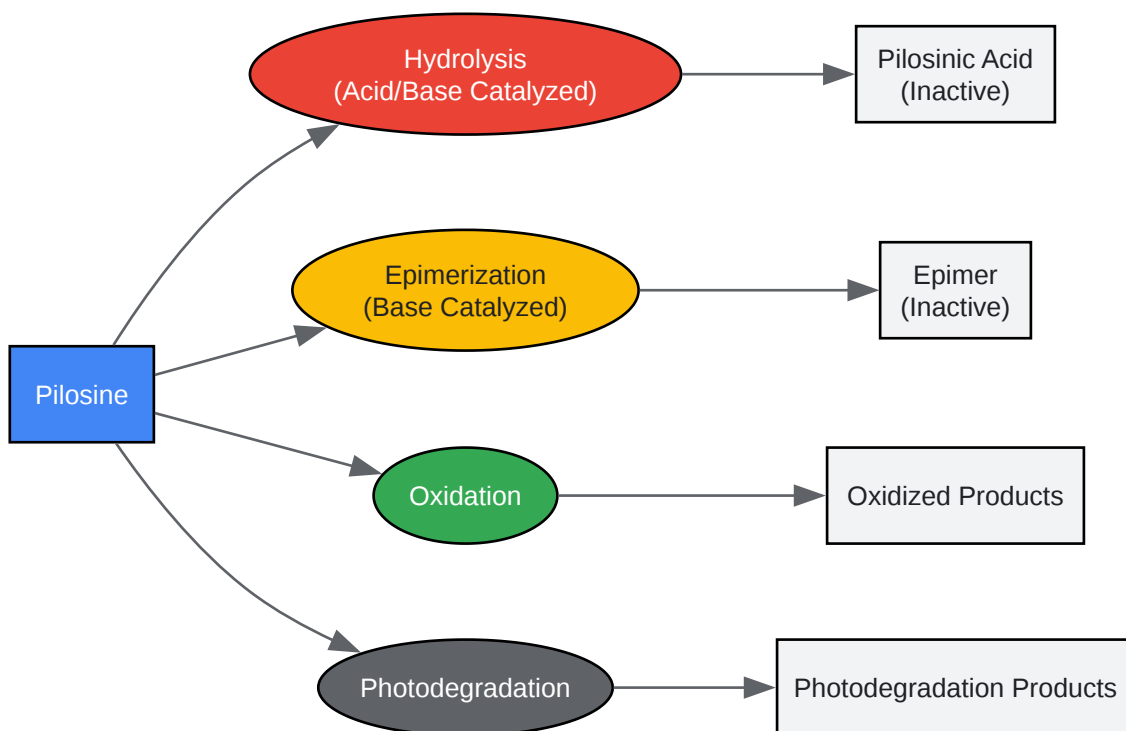 Hydrolysis
(Acid/Base Catalyzed)
Pilosinic Acid
(Inactive)
Epimerization
(Base Catalyzed)
Epimer
(Inactive)
Pilosine
Oxidation
Oxidized Products
Photodegradation
Photodegradation Products